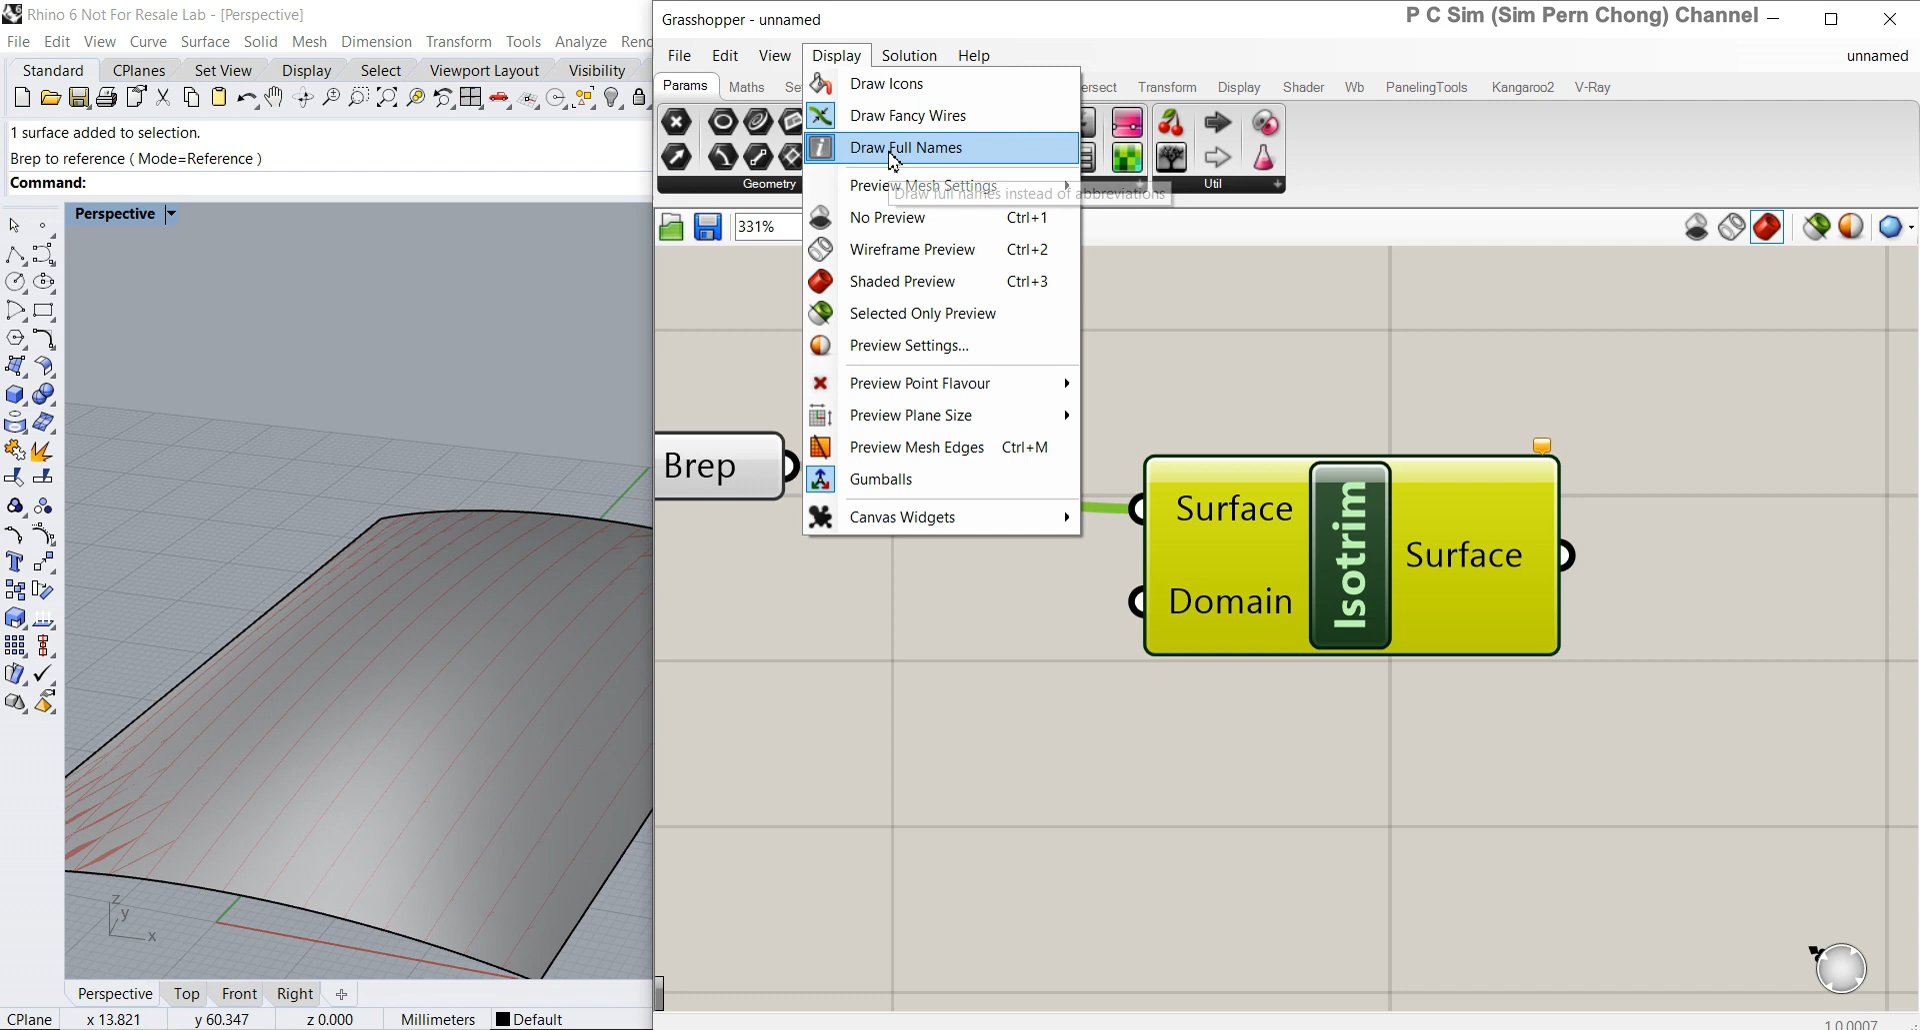 Rhino 6 Not For Resale Lab - [Perspective]
File Edit View Curve Surface Solid Mesh Dimension Transform Tools Analyze Rend
Standard CPlanes Set View Display Select Viewport Layout Visibility
1 surface added to selection.
Brep to reference ( Mode=Reference )
Command:
Perspective
z
y
x
Perspective Top Front Right
CPlane x 13.821 y 60.347 z 0.000 Millimeters Default
Grasshopper - unnamed
P C Sim (Sim Pern Chong) Channel
File Edit View Display Solution Help
unnamed
Params Maths Se ersect Transform Display Shader Wb PanelingTools Kangaroo2 V-Ray
Geometry Util
331%
Draw Icons
Draw Fancy Wires
Draw Full Names
Preview Mesh Settings
Draw full names instead of abbreviations
No Preview Ctrl+1
Wireframe Preview Ctrl+2
Shaded Preview Ctrl+3
Selected Only Preview
Preview Settings...
Preview Point Flavour
Preview Plane Size
Preview Mesh Edges Ctrl+M
Gumballs
Canvas Widgets
Brep
Surface
Domain
Isotrim
Surface
1.0.0007